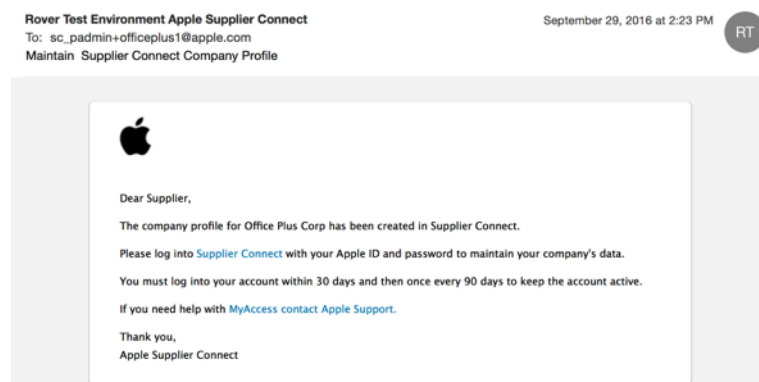 Rover Test Environment Apple Supplier Connect
September 29, 2016 at 2:23 PM
RT
To: sc_padmin+officeplus1@apple.com
Maintain Supplier Connect Company Profile
Dear Supplier,
The company profile for Office Plus Corp has been created in Supplier Connect.
Please log into Supplier Connect with your Apple ID and password to maintain your company's data.
You must log into your account within 30 days and then once every 90 days to keep the account active.
If you need help with MyAccess contact Apple Support.
Thank you,
Apple Supplier Connect